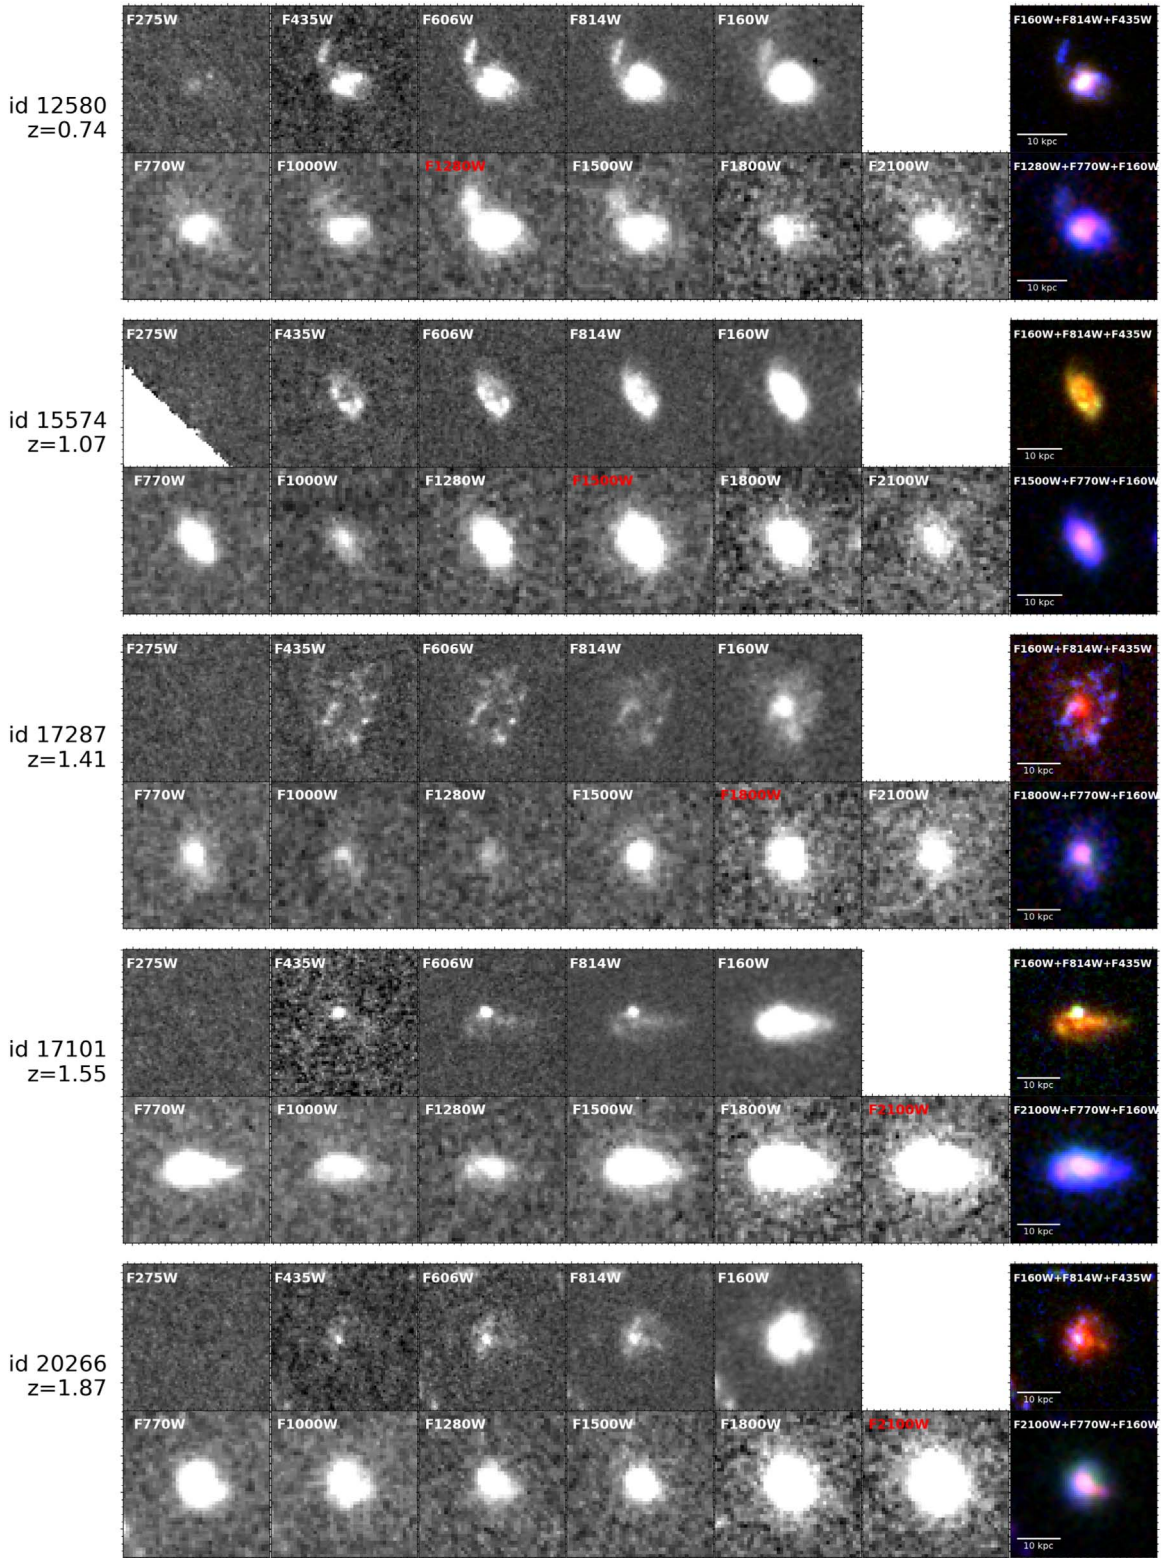 F275W F435W F606W F814W F160W F160W+F814W+F435W
id 12580
z=0.74
10 kpc
F770W F1000W F1280W F1500W F1800W F2100W F1280W+F770W+F160W
10 kpc
F275W F435W F606W F814W F160W F160W+F814W+F435W
id 15574
z=1.07
10 kpc
F770W F1000W F1280W F1500W F1800W F2100W F1500W+F770W+F160W
10 kpc
F275W F435W F606W F814W F160W F160W+F814W+F435W
id 17287
z=1.41
10 kpc
F770W F1000W F1280W F1500W F1800W F2100W F1800W+F770W+F160W
10 kpc
F275W F435W F606W F814W F160W F160W+F814W+F435W
id 17101
z=1.55
10 kpc
F770W F1000W F1280W F1500W F1800W F2100W F2100W+F770W+F160W
10 kpc
F275W F435W F606W F814W F160W F160W+F814W+F435W
id 20266
z=1.87
10 kpc
F770W F1000W F1280W F1500W F1800W F2100W F2100W+F770W+F160W
10 kpc